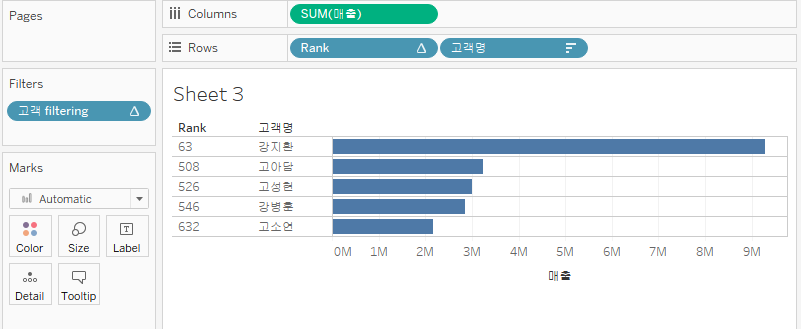 Pages
Columns SUM(매출)
Rows Rank 고객명
Filters
고객 filtering
Marks
Automatic
Color Size Label
Detail Tooltip
Sheet 3
Rank 고객명
63 강지환
508 고아담
526 고성현
546 강병훈
632 고소연
0M 1M 2M 3M 4M 5M 6M 7M 8M 9M
매출